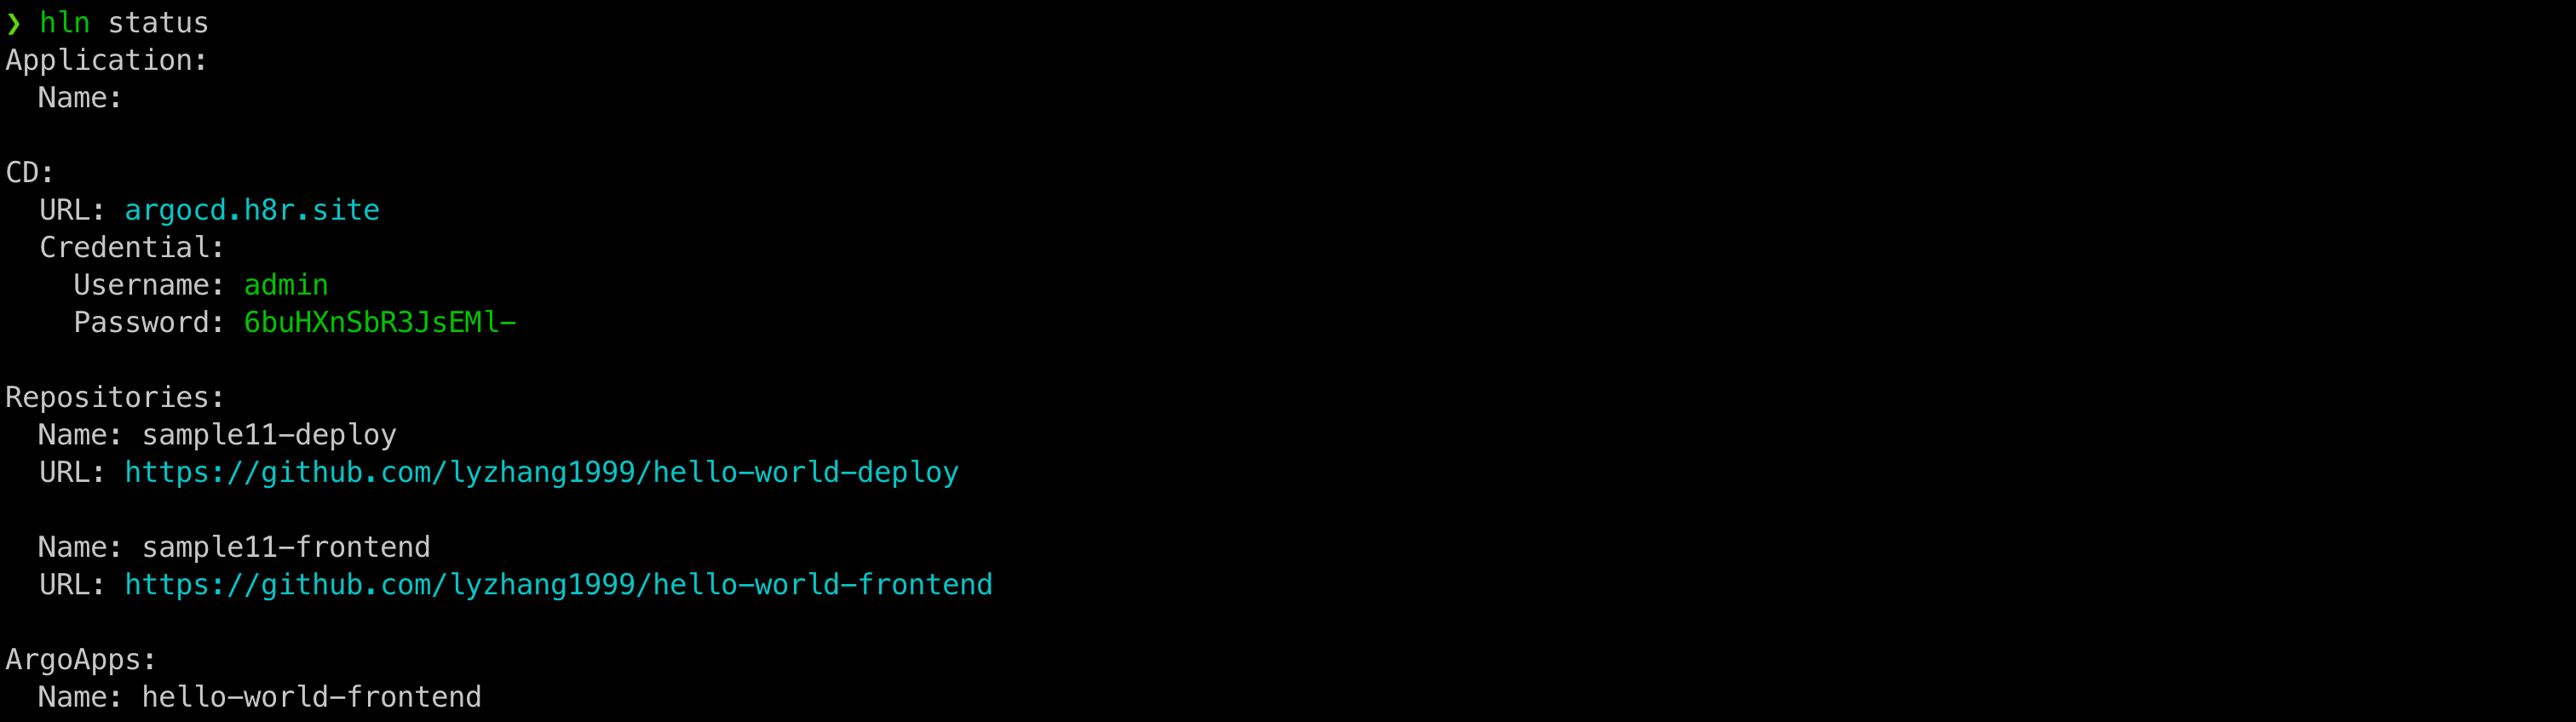 ❯ hln status
Application:
  Name:

CD:
  URL: argocd.h8r.site
  Credential:
    Username: admin
    Password: 6buHXnSbR3JsEMl-

Repositories:
  Name: sample11-deploy
  URL: https://github.com/lyzhang1999/hello-world-deploy

  Name: sample11-frontend
  URL: https://github.com/lyzhang1999/hello-world-frontend

ArgoApps:
  Name: hello-world-frontend